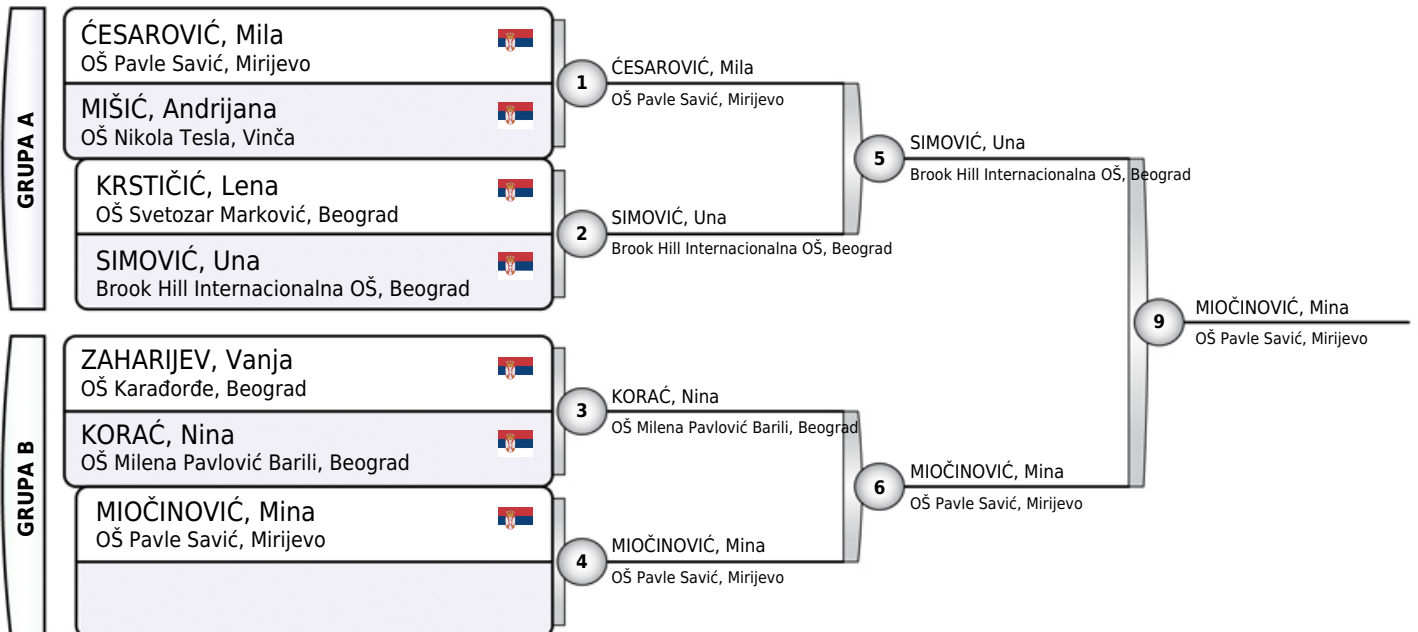 GRUPA A
ĆESAROVIĆ, Mila
OŠ Pavle Savić, Mirijevo
MIŠIĆ, Andrijana
OŠ Nikola Tesla, Vinča
KRSTIČIĆ, Lena
OŠ Svetozar Marković, Beograd
SIMOVIĆ, Una
Brook Hill Internacionalna OŠ, Beograd
1
ĆESAROVIĆ, Mila
OŠ Pavle Savić, Mirijevo
2
SIMOVIĆ, Una
Brook Hill Internacionalna OŠ, Beograd
5
SIMOVIĆ, Una
Brook Hill Internacionalna OŠ, Beograd
GRUPA B
ZAHARIJEV, Vanja
OŠ Karađorđe, Beograd
KORAĆ, Nina
OŠ Milena Pavlović Barili, Beograd
MIOČINOVIĆ, Mina
OŠ Pavle Savić, Mirijevo
3
KORAĆ, Nina
OŠ Milena Pavlović Barili, Beograd
4
MIOČINOVIĆ, Mina
OŠ Pavle Savić, Mirijevo
6
MIOČINOVIĆ, Mina
OŠ Pavle Savić, Mirijevo
9
MIOČINOVIĆ, Mina
OŠ Pavle Savić, Mirijevo